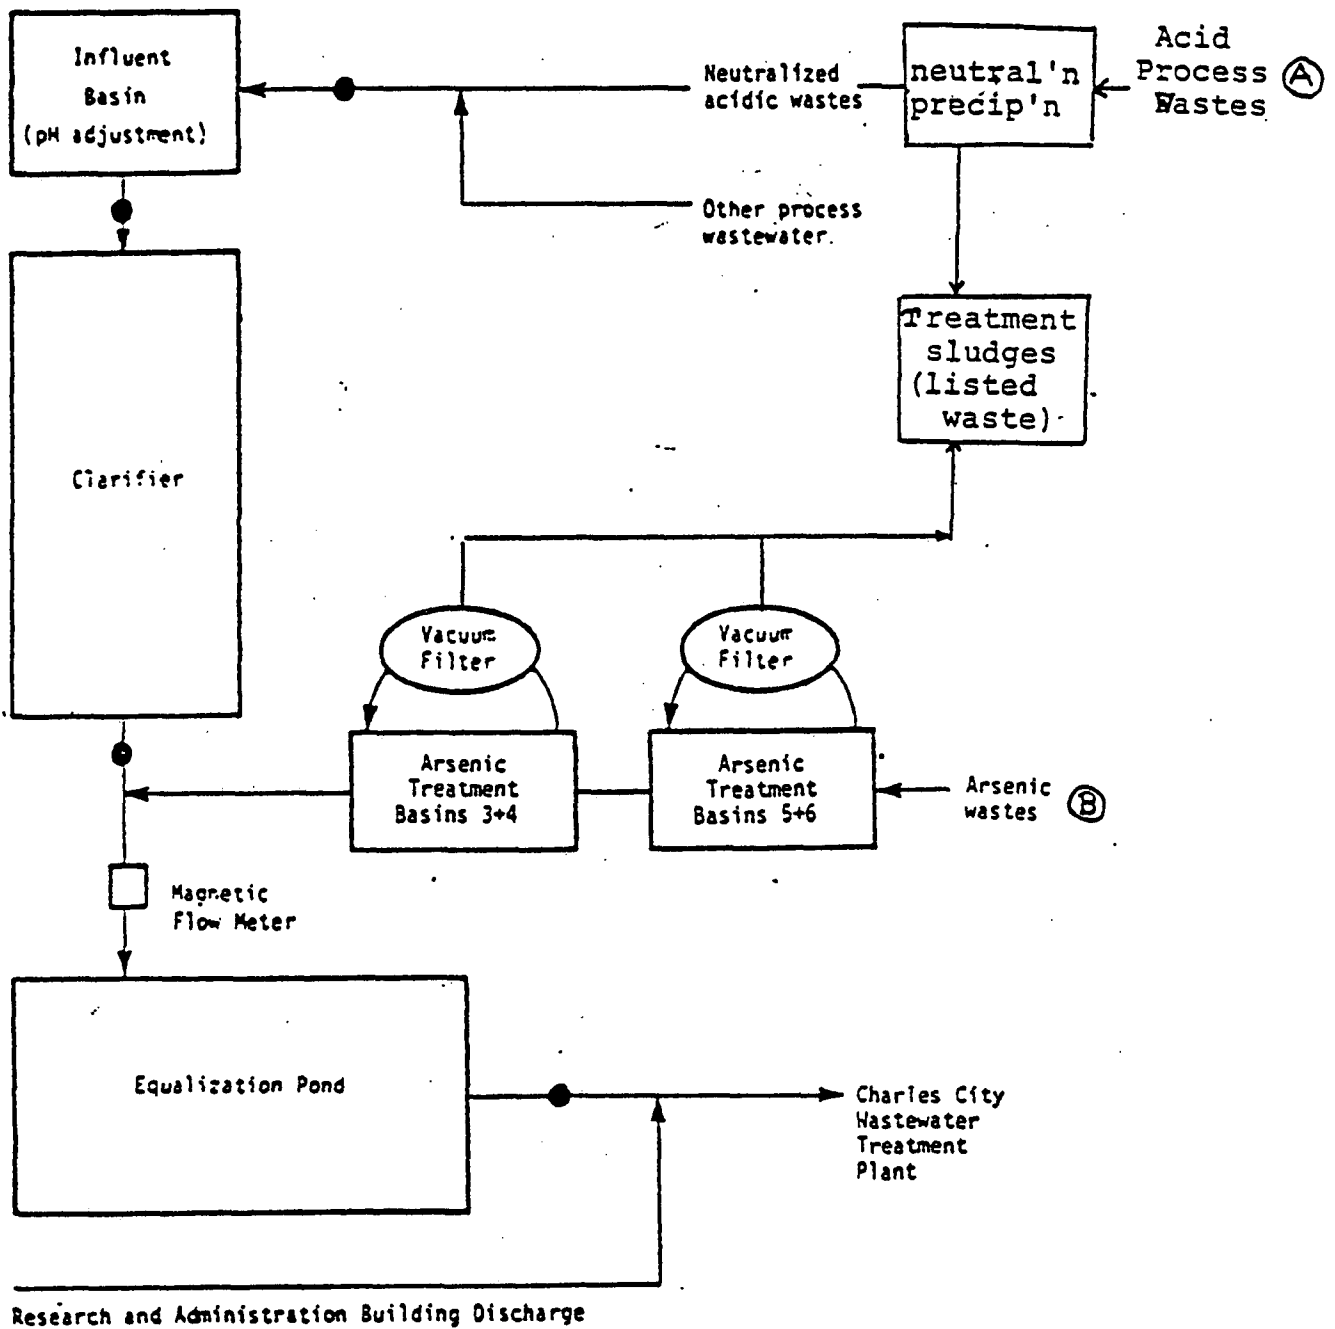 Influent
Basin
(pH adjustment)
Neutralized
acidic wastes
neutral'n
precip'n
Acid
Process
Wastes
A
Other process
wastewater.
Treatment
sludges
(listed
waste)
Clarifier
Vacuum
Filter
Vacuum
Filter
Arsenic
Treatment
Basins 3+4
Arsenic
Treatment
Basins 5+6
Arsenic
wastes
B
Magnetic
Flow Meter
Equalization Pond
Charles City
Wastewater
Treatment
Plant
Research and Administration Building Discharge